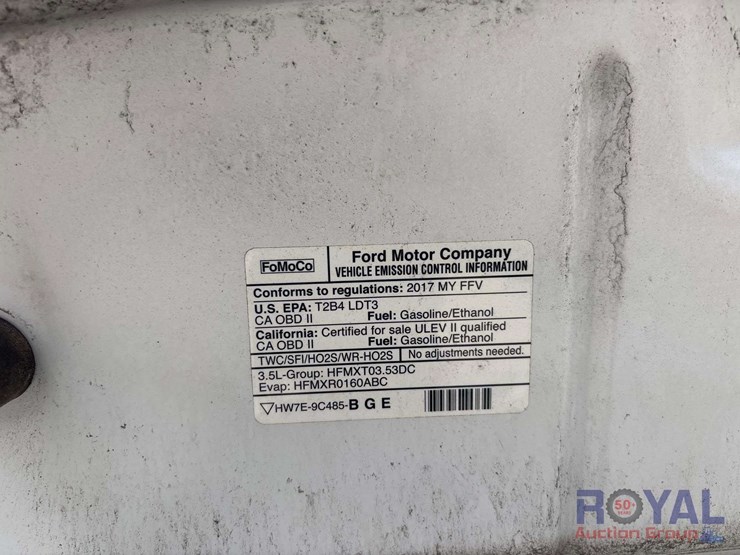 FoMoCo
Ford Motor Company
VEHICLE EMISSION CONTROL INFORMATION
Conforms to regulations: 2017 MY FFV
U.S. EPA: T2B4 LDT3
CA OBD II Fuel: Gasoline/Ethanol
California: Certified for sale ULEV II qualified
CA OBD II Fuel: Gasoline/Ethanol
TWC/SFI/HO2S/WR-HO2S No adjustments needed.
3.5L-Group: HFMXT03.53DC
Evap: HFMXR0160ABC
HW7E-9C485-B G E
ROYAL
50
Auction Group